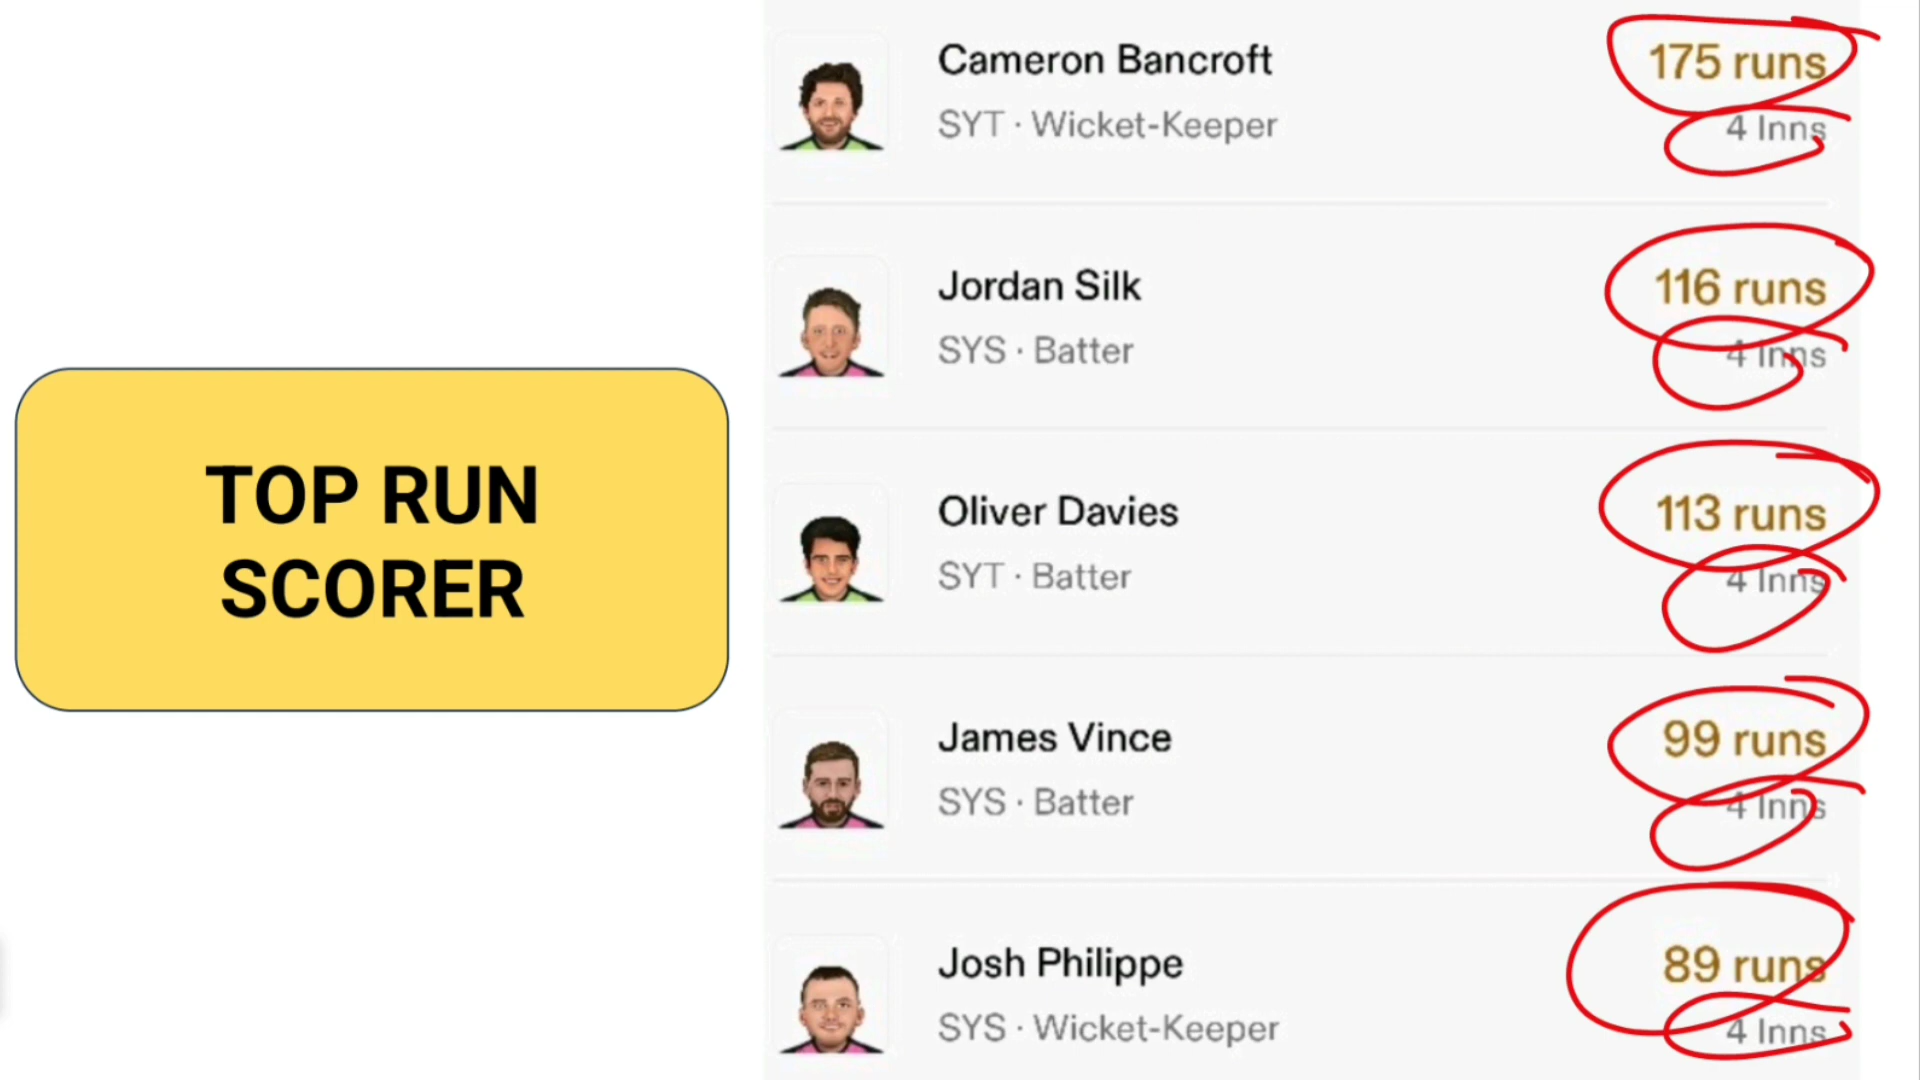 TOP RUN
SCORER
Cameron Bancroft
175 runs
SYT · Wicket-Keeper
4 Inns
Jordan Silk
116 runs
SYS · Batter
4 Inns
Oliver Davies
113 runs
SYT · Batter
4 Inns
James Vince
99 runs
SYS · Batter
4 Inns
Josh Philippe
89 runs
SYS · Wicket-Keeper
4 Inns